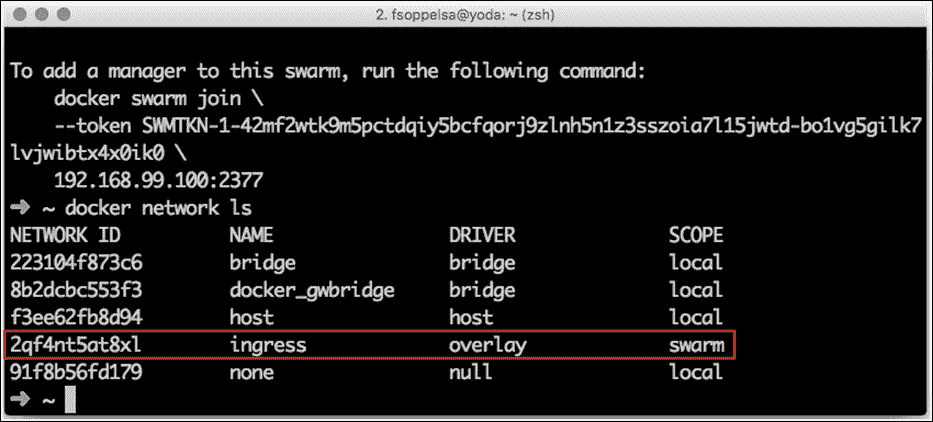 2. fsoppelsa@yoda: ~ (zsh)
To add a manager to this swarm, run the following command:
docker swarm join \
--token SWMTKN-1-42mf2wtk9m5pctdqiy5bcfqorj9zlnh5n1z3sszoia7l15jwtd-bo1vg5gilk7
lvjwibtx4x0ik0 \
192.168.99.100:2377
➜ ~ docker network ls
NETWORK ID NAME DRIVER SCOPE
223104f873c6 bridge bridge local
8b2dcbc553f3 docker_gwbridge bridge local
f3ee62fb8d94 host host local
2qf4nt5at8xl ingress overlay swarm
91f8b56fd179 none null local
➜ ~